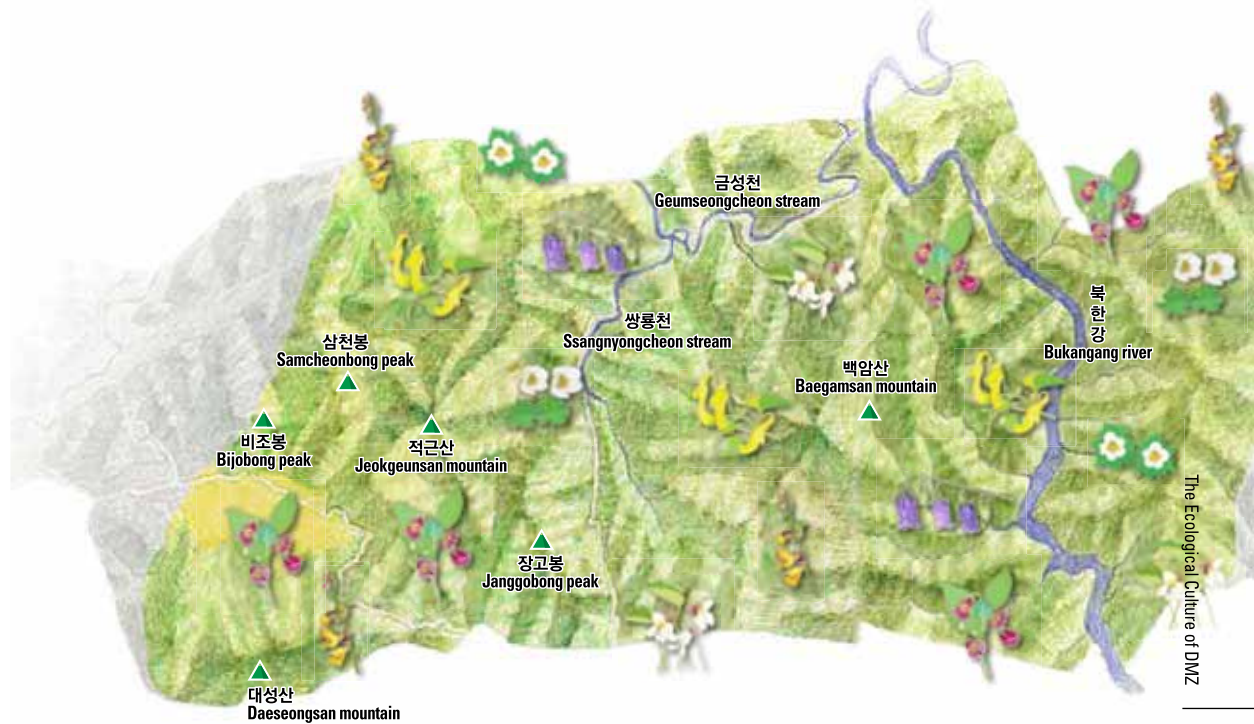 금성천
Geumseongcheon stream
쌍룡천
Ssangnyongcheon stream
북
한
강
Bukangang river
삼천봉
Samcheonbong peak
백암산
Baegamsan mountain
비조봉
Bijobong peak
적근산
Jeokgeunsan mountain
장고봉
Janggobong peak
대성산
Daeseongsan mountain
The Ecological Culture of DMZ